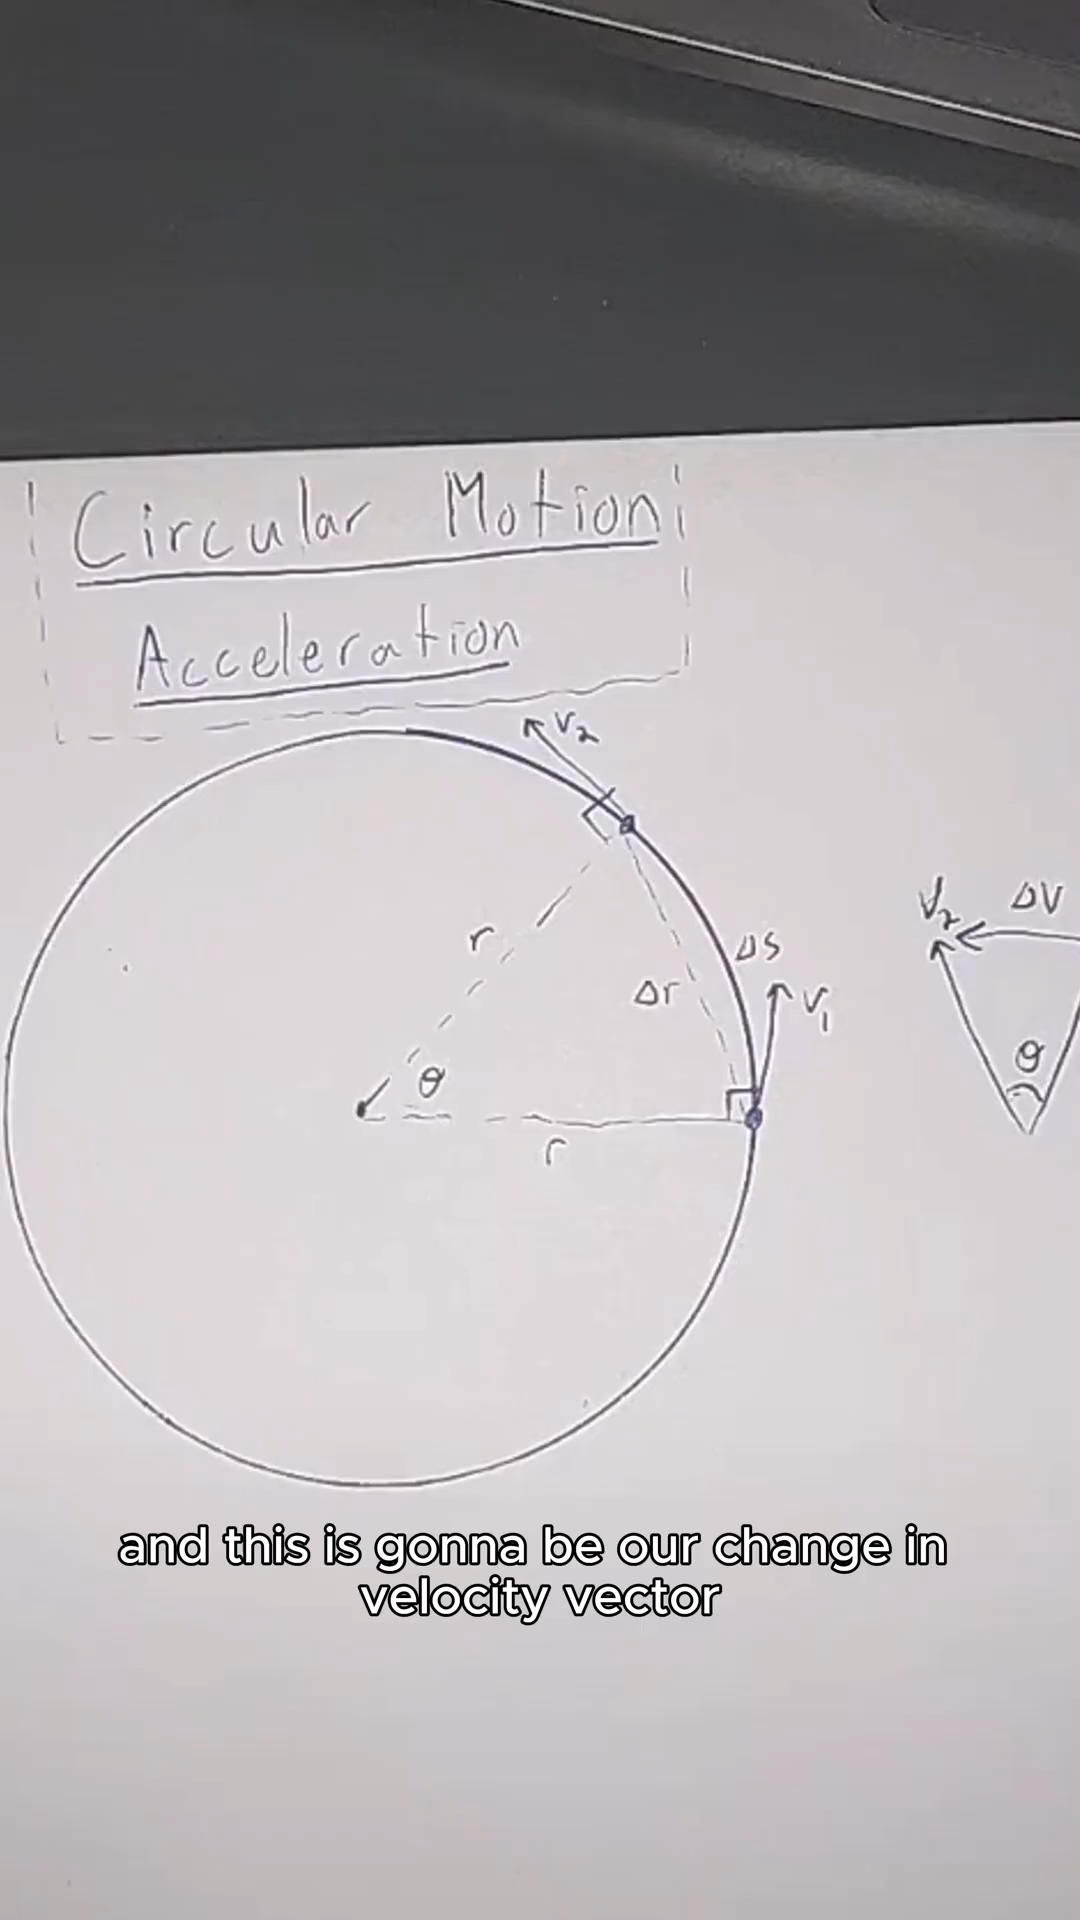 Circular Motion
Acceleration
V₂
r
Δs
Δr
V₁
θ
r
V₂
ΔV
θ
and this is gonna be our change in
velocity vector